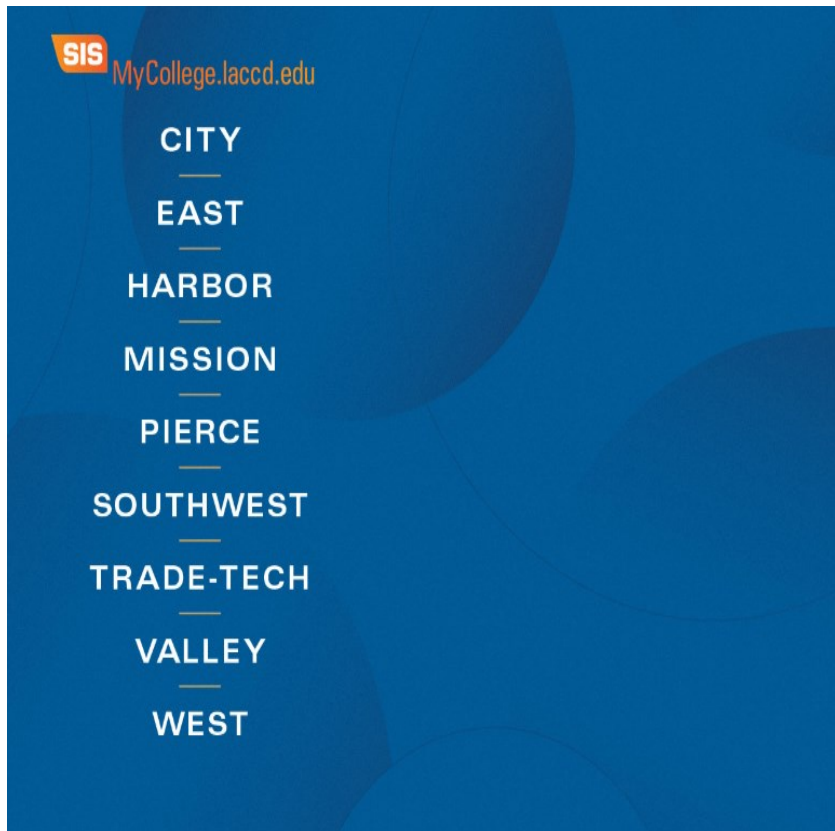 SIS
MyCollege.laccd.edu
CITY
EAST
HARBOR
MISSION
PIERCE
SOUTHWEST
TRADE-TECH
VALLEY
WEST